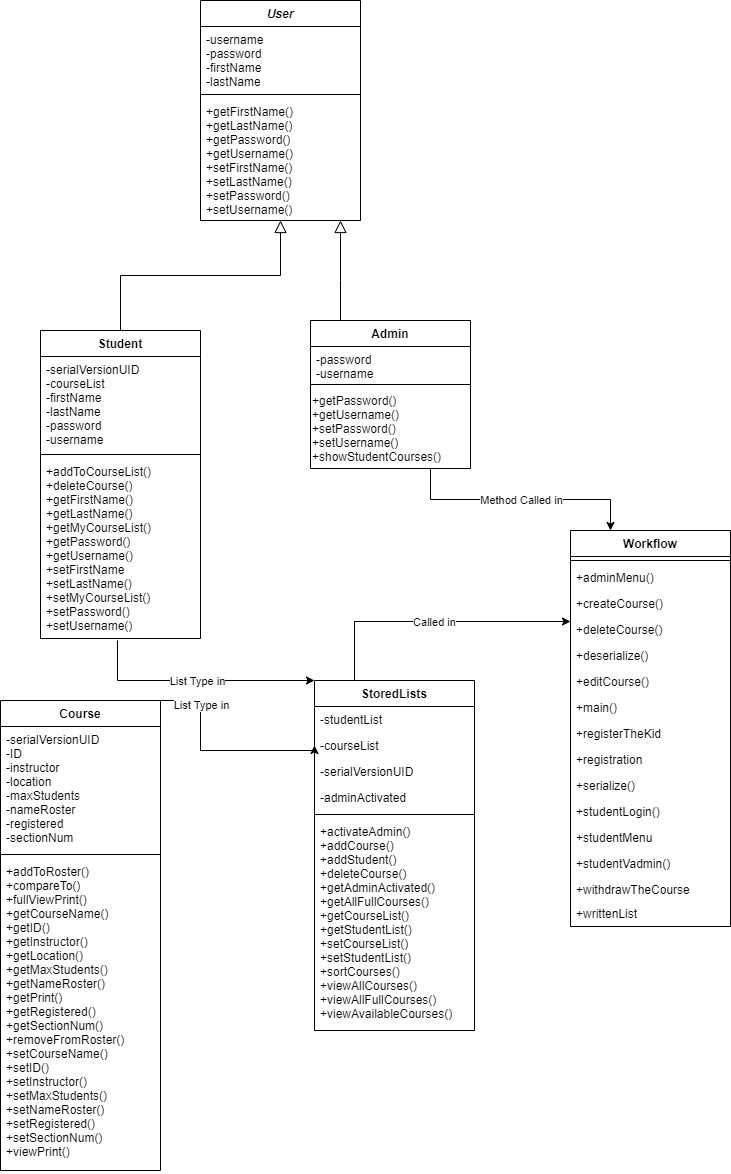 User
-username
-password
-firstName
-lastName
+getFirstName()
+getLastName()
+getPassword()
+getUsername()
+setFirstName()
+setLastName()
+setPassword()
+setUsername()
Student
-serialVersionUID
-courseList
-firstName
-lastName
-password
-username
+addToCourseList()
+deleteCourse()
+getFirstName()
+getLastName()
+getMyCourseList()
+getPassword()
+getUsername()
+setFirstName
+setLastName()
+setMyCourseList()
+setPassword()
+setUsername()
Admin
-password
-username
+getPassword()
+getUsername()
+setPassword()
+setUsername()
+showStudentCourses()
Method Called in
Workflow
+adminMenu()
+createCourse()
+deleteCourse()
+deserialize()
+editCourse()
+main()
+registerTheKid
+registration
+serialize()
+studentLogin()
+studentMenu
+studentVadmin()
+withdrawTheCourse
+writtenList
Called in
List Type in
List Type in
StoredLists
-studentList
-courseList
-serialVersionUID
-adminActivated
+activateAdmin()
+addCourse()
+addStudent()
+deleteCourse()
+getAdminActivated()
+getAllFullCourses()
+getCourseList()
+getStudentList()
+setCourseList()
+setStudentList()
+sortCourses()
+viewAllCourses()
+viewAllFullCourses()
+viewAvailableCourses()
Course
-serialVersionUID
-ID
-instructor
-location
-maxStudents
-nameRoster
-registered
-sectionNum
+addToRoster()
+compareTo()
+fullViewPrint()
+getCourseName()
+getID()
+getInstructor()
+getLocation()
+getMaxStudents()
+getNameRoster()
+getPrint()
+getRegistered()
+getSectionNum()
+removeFromRoster()
+setCourseName()
+setID()
+setInstructor()
+setMaxStudents()
+setNameRoster()
+setRegistered()
+setSectionNum()
+viewPrint()